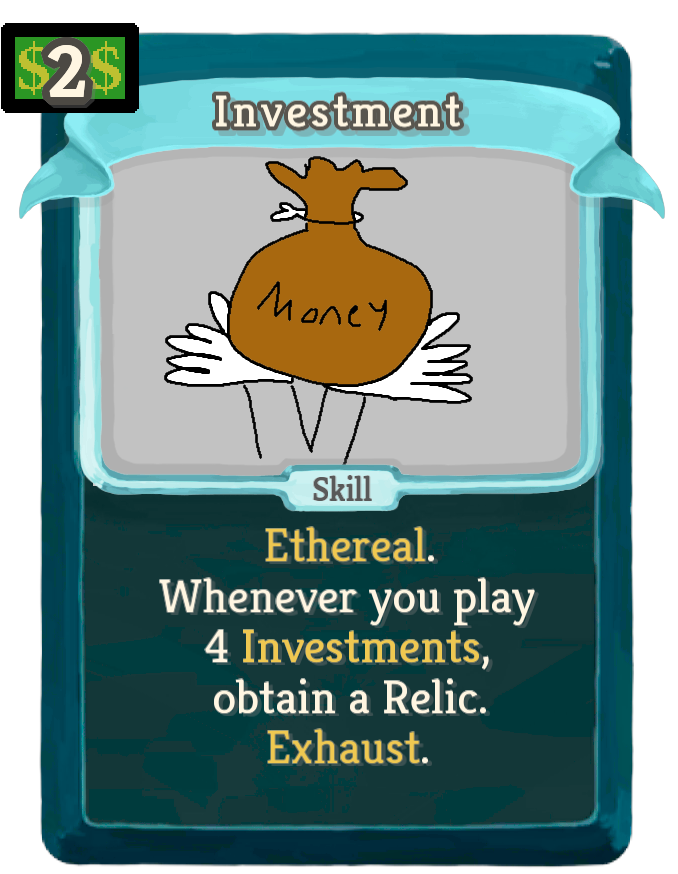 $2$
Investment
Money
Skill
Ethereal.
Whenever you play
4 Investments,
obtain a Relic.
Exhaust.